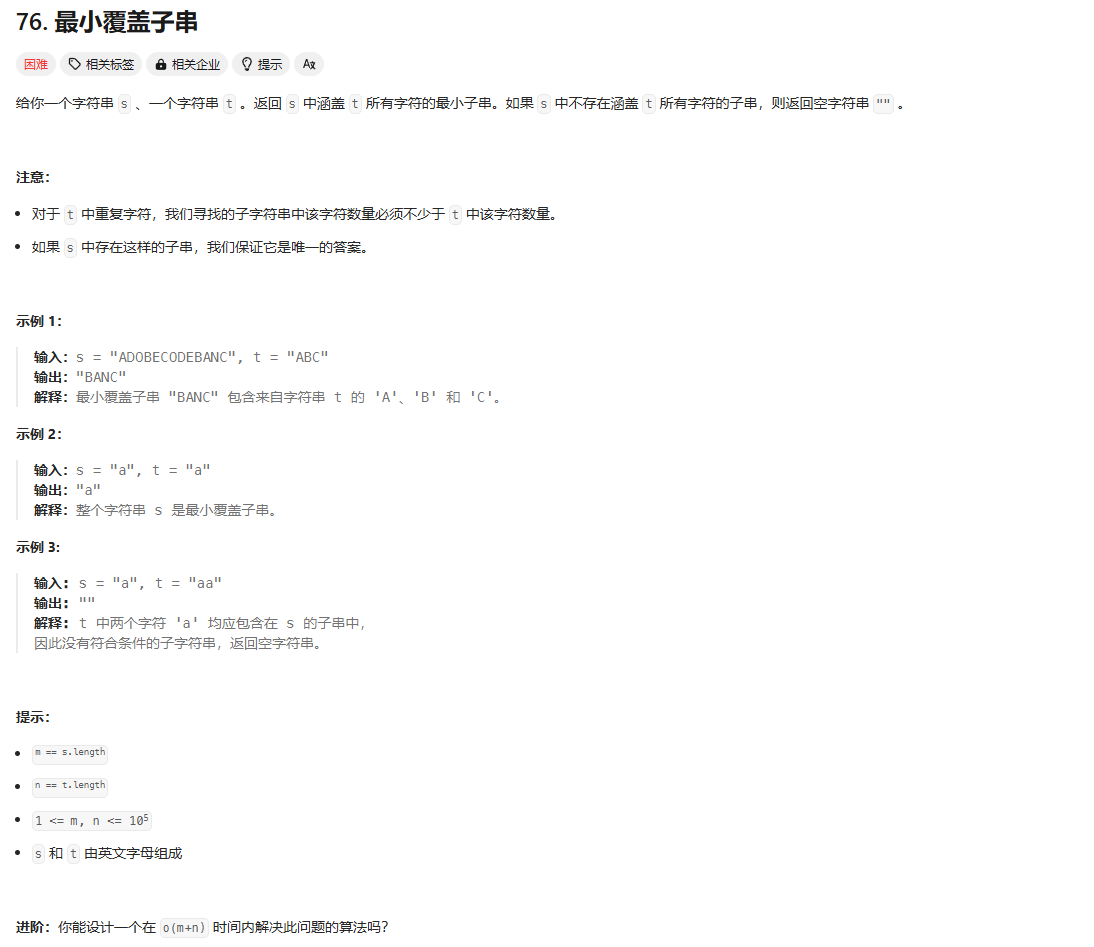 76. 最小覆盖子串
困难 相关标签 相关企业 提示 Aあ
给你一个字符串 s 、一个字符串 t 。返回 s 中涵盖 t 所有字符的最小子串。如果 s 中不存在涵盖 t 所有字符的子串，则返回空字符串 "" 。
注意：
• 对于 t 中重复字符，我们寻找的子字符串中该字符数量必须不少于 t 中该字符数量。
• 如果 s 中存在这样的子串，我们保证它是唯一的答案。
示例 1：
输入：s = "ADOBECODEBANC", t = "ABC"
输出："BANC"
解释：最小覆盖子串 "BANC" 包含来自字符串 t 的 'A'、'B' 和 'C'。
示例 2：
输入：s = "a", t = "a"
输出："a"
解释：整个字符串 s 是最小覆盖子串。
示例 3:
输入: s = "a", t = "aa"
输出: ""
解释: t 中两个字符 'a' 均应包含在 s 的子串中，
因此没有符合条件的子字符串，返回空字符串。
提示：
• m == s.length
• n == t.length
• 1 <= m, n <= 10⁵
• s 和 t 由英文字母组成
进阶：你能设计一个在 o(m+n) 时间内解决此问题的算法吗？